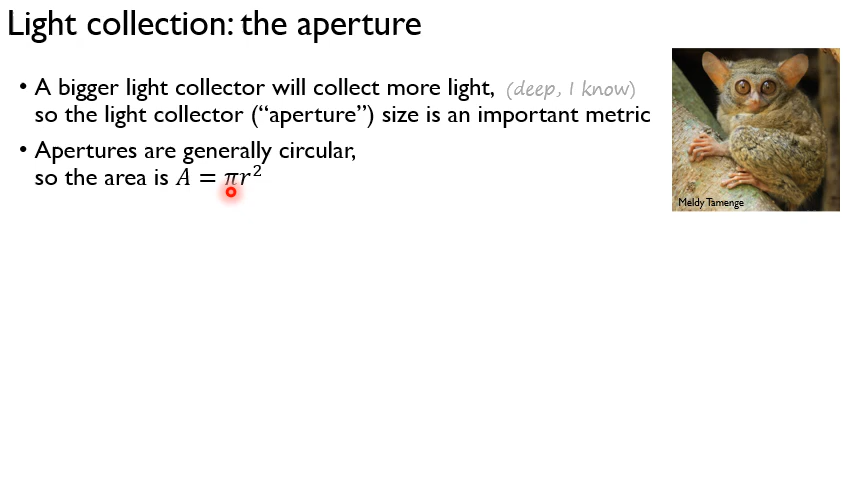 Light collection: the aperture
• A bigger light collector will collect more light, (deep, I know)
so the light collector (“aperture”) size is an important metric
• Apertures are generally circular,
so the area is A = πr²
Meldy Tamenge